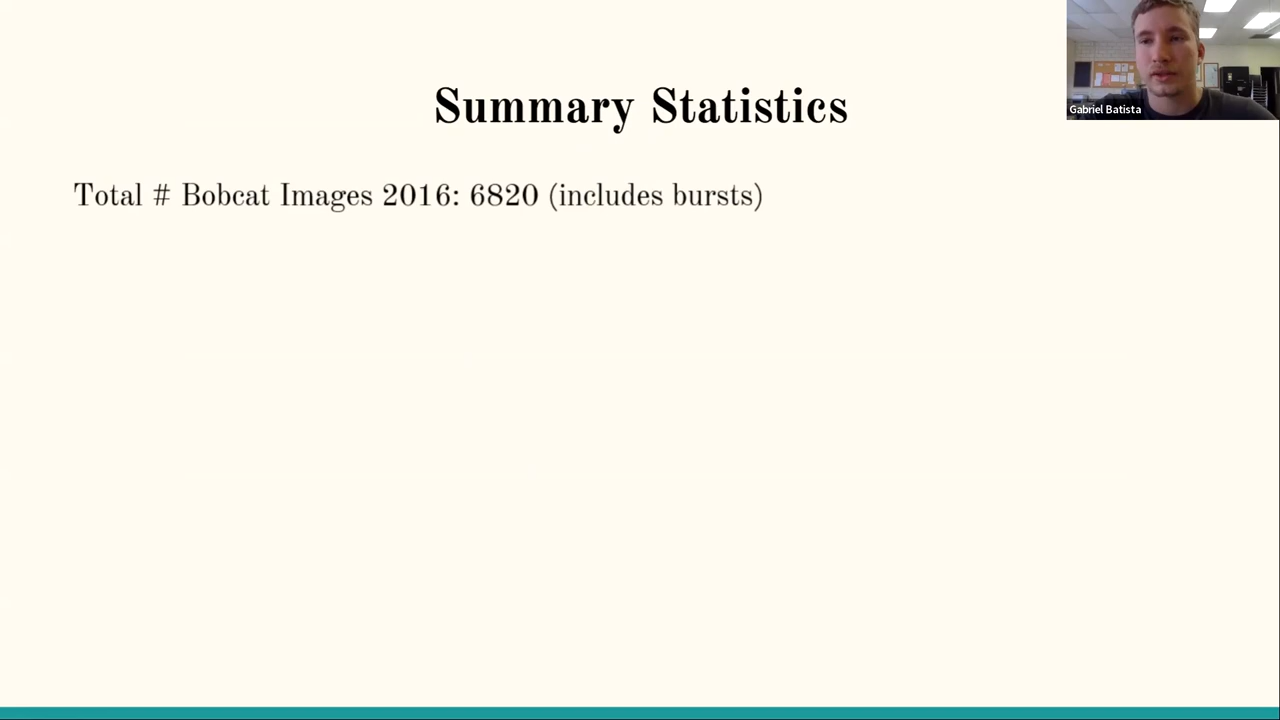 Summary Statistics
Total # Bobcat Images 2016: 6820 (includes bursts)
Gabriel Batista